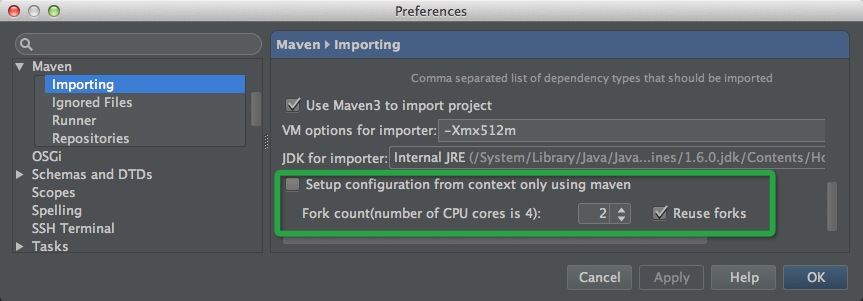 Preferences
Maven
Importing
Ignored Files
Runner
Repositories
OSGi
Schemas and DTDs
Scopes
Spelling
SSH Terminal
Tasks
Maven ▸ Importing
Comma separated list of dependency types that should be imported
Use Maven3 to import project
VM options for importer: -Xmx512m
JDK for importer: Internal JRE (/System/Library/Java/Java...ines/1.6.0.jdk/Contents/Ho
Setup configuration from context only using maven
Fork count(number of CPU cores is 4): 2 Reuse forks
Cancel Apply Help OK